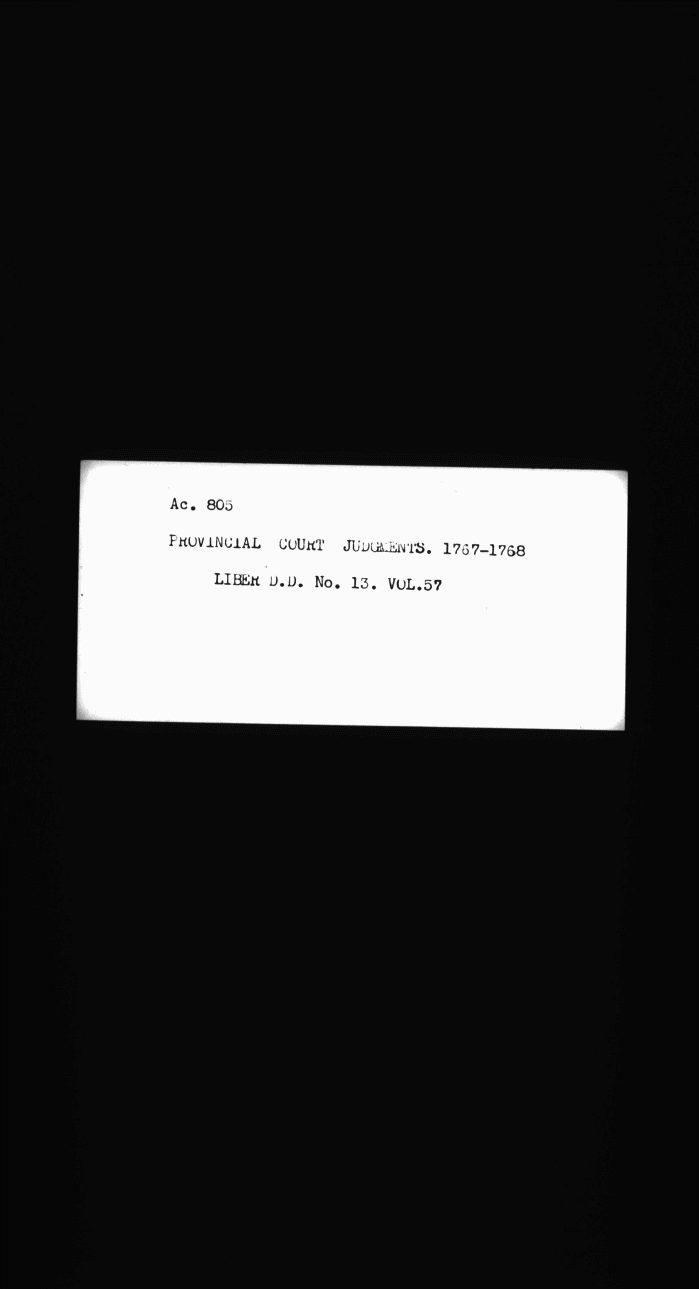 Ac. 805
PROVINCIAL COURT JUDGMENTS. 1767-1768
LIBER D.D. No. 13. VOL.57